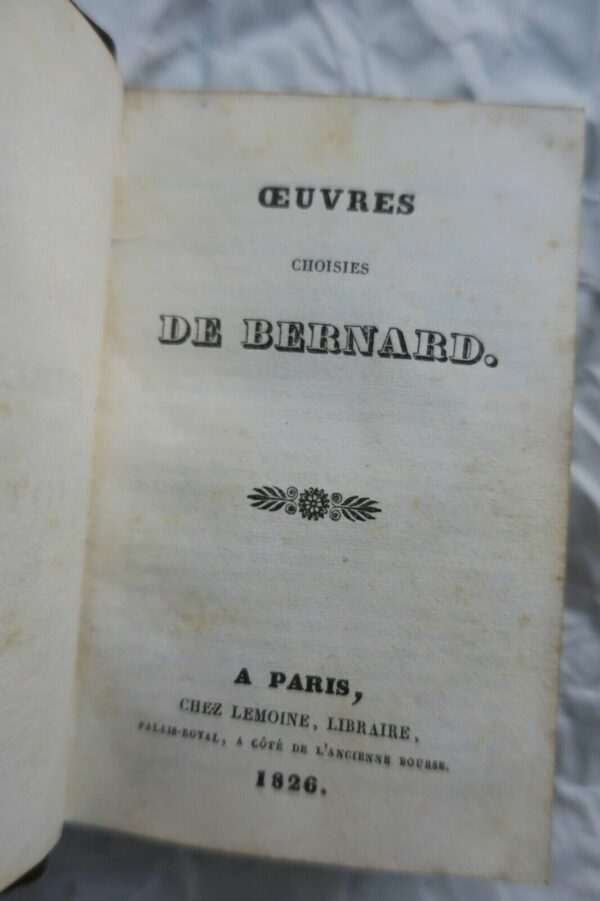 ŒUVRES
CHOISIES
DE BERNARD.
A PARIS,
CHEZ LEMOINE, LIBRAIRE,
PALAIS-ROYAL, A CÔTÉ DE L'ANCIENNE BOURSE.
1826.